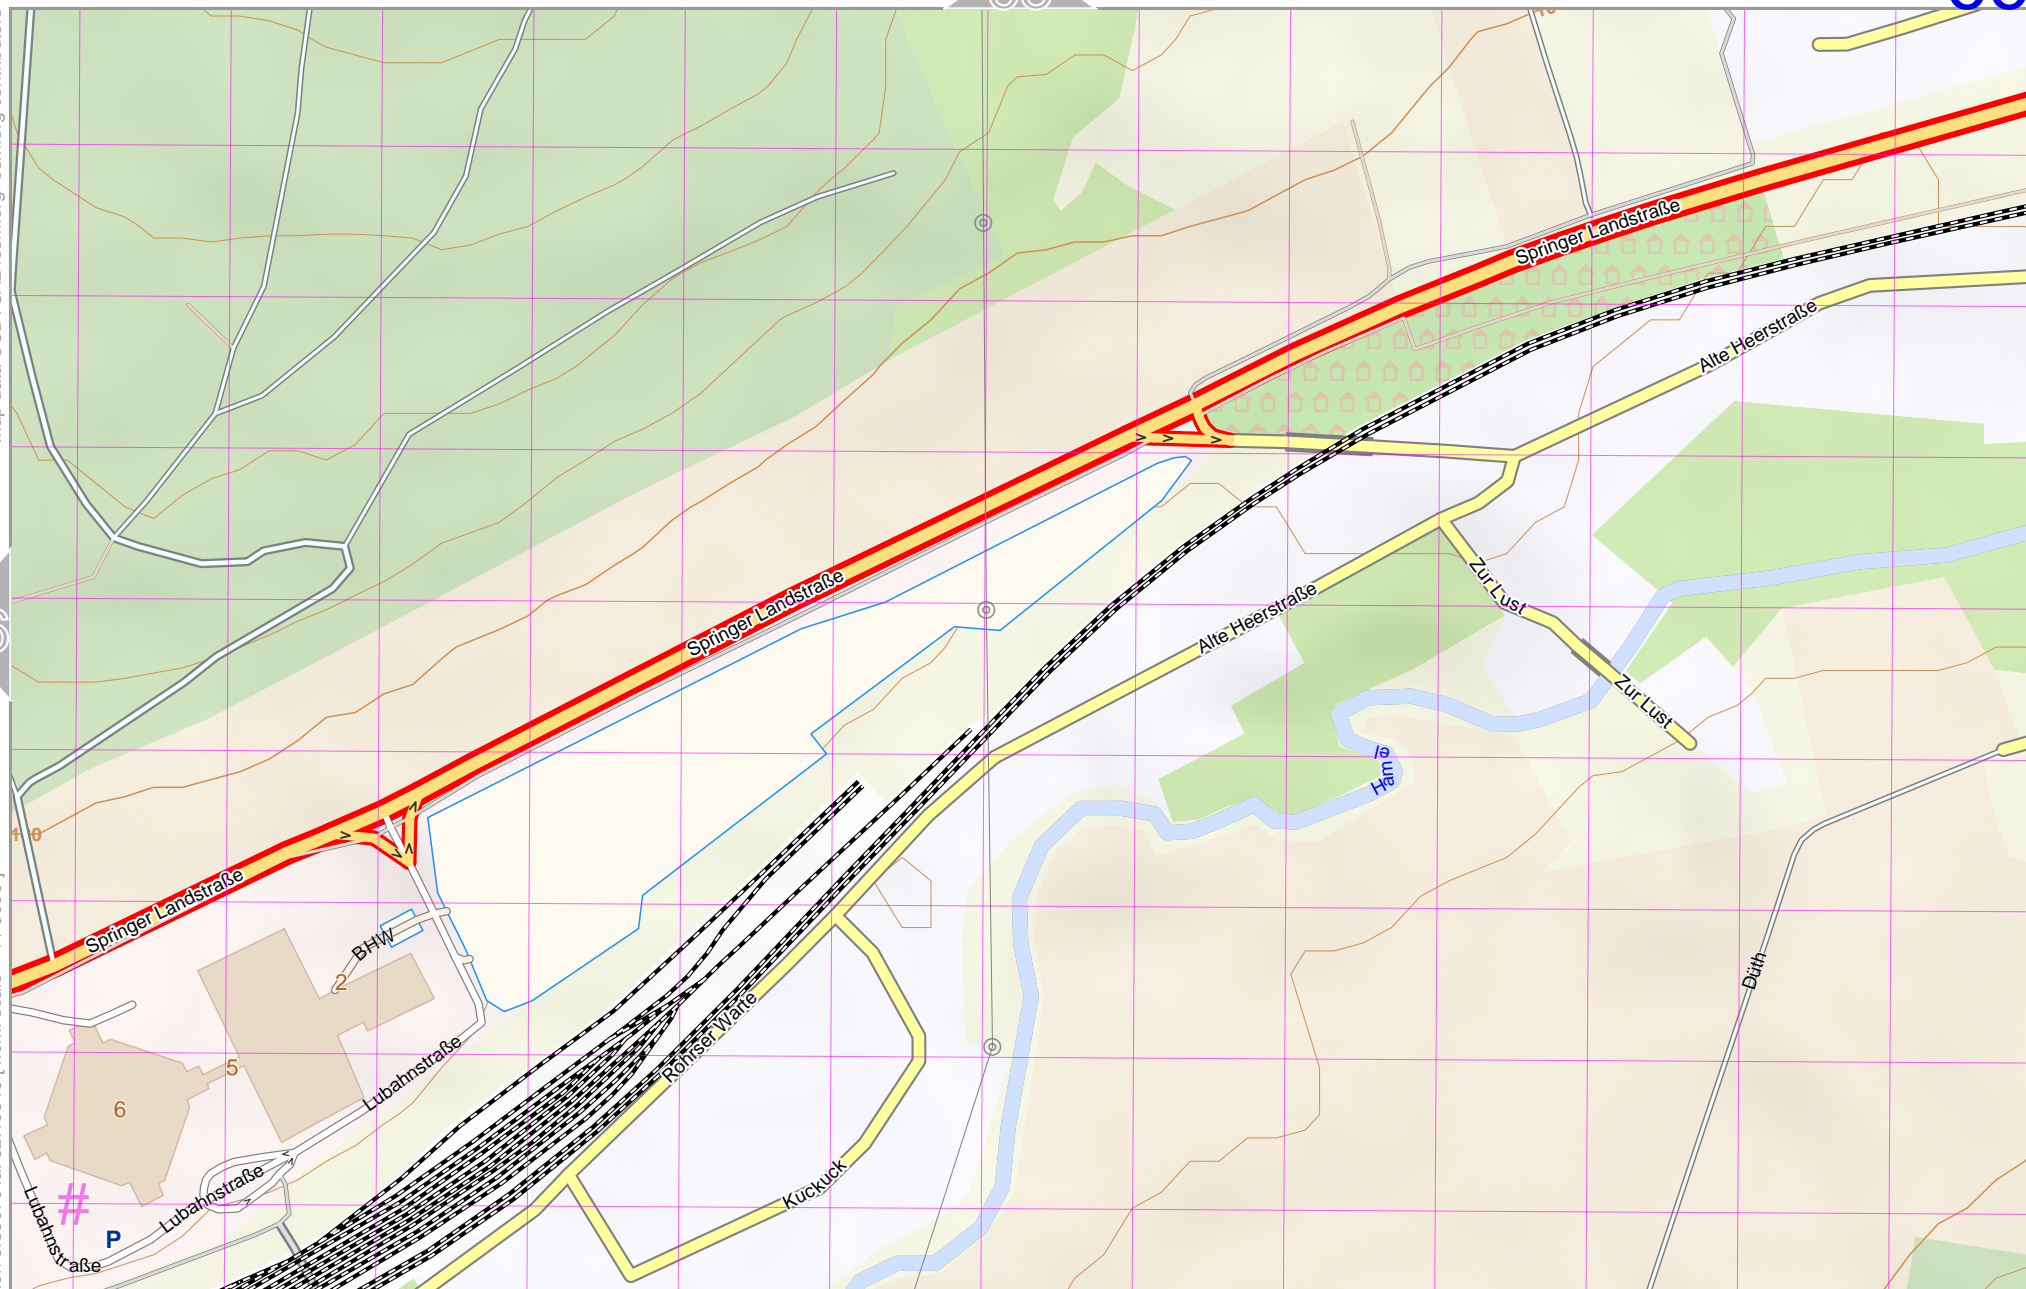 Springer Landstraße
Alte Heerstraße
Zur Lust
Springer Landstraße
Alte Heerstraße
Zur Lust
Hamel
Springer Landstraße
BHW
2
Düth
Rohrser Warte
5
Lubahnstraße
6
Kuckuck
Lubahnstraße
Lubahnstraße
#
P